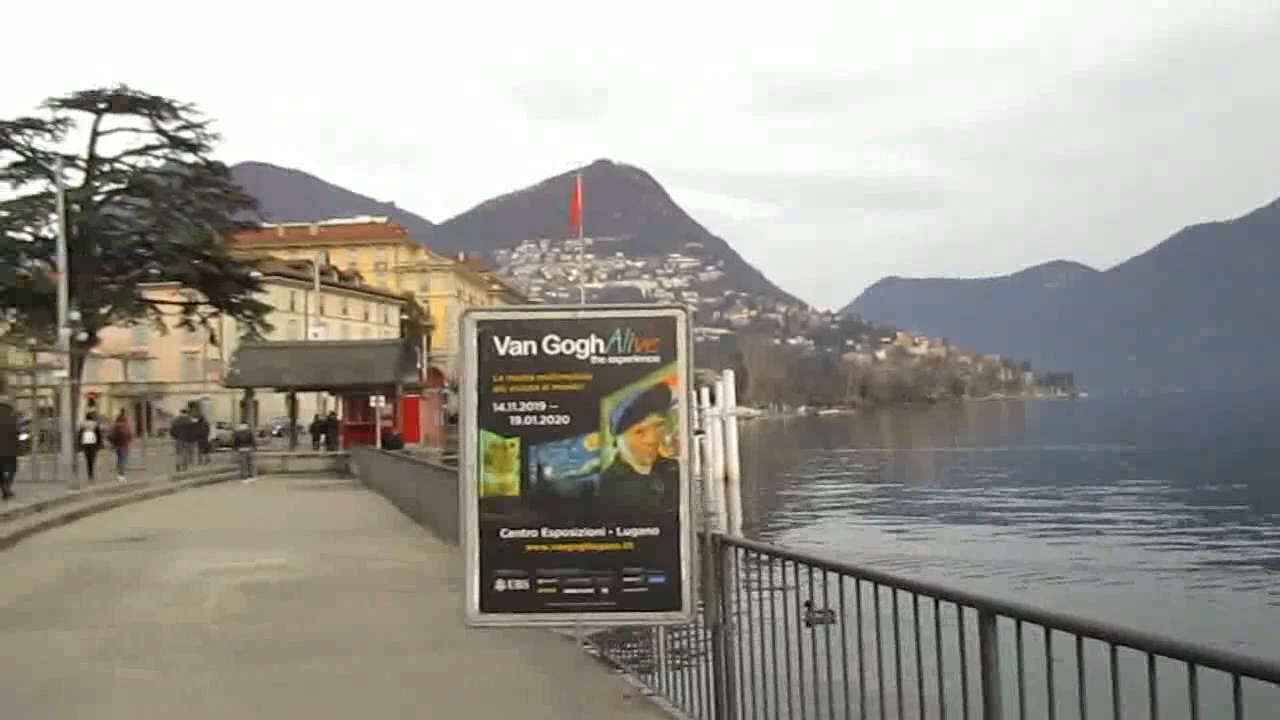 Van Gogh Alive
the experience
La mostra multimediale
più visitata al mondo!
14.11.2019 —
19.01.2020
Centro Esposizioni - Lugano
www.vangoghlugano.ch
UBS